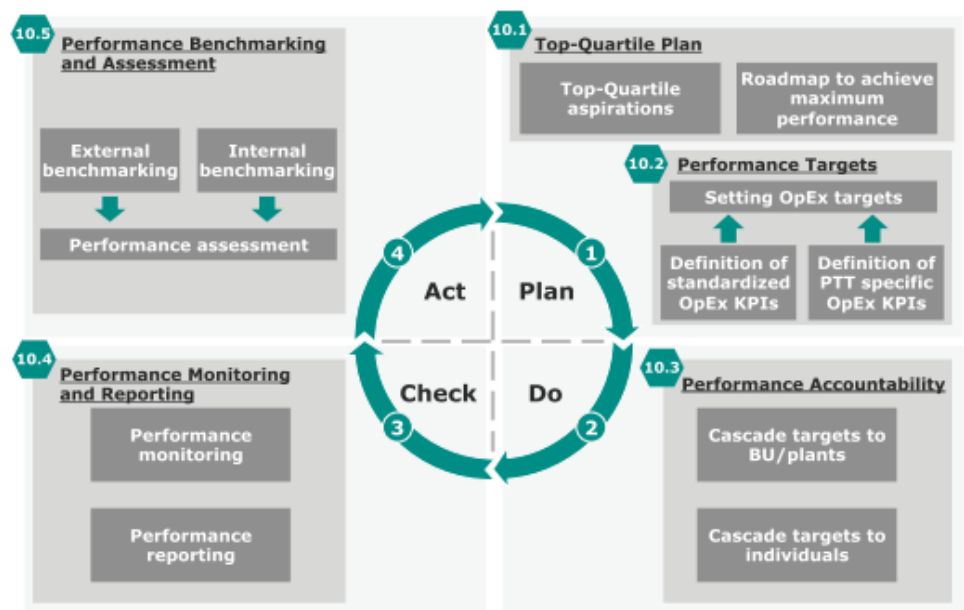 10.5
Performance Benchmarking
and Assessment
External
benchmarking
Internal
benchmarking
Performance assessment
10.1
Top-Quartile Plan
Top-Quartile
aspirations
Roadmap to achieve
maximum
performance
10.2
Performance Targets
Setting OpEx targets
Definition of
standardized
OpEx KPIs
Definition of
PTT specific
OpEx KPIs
4
Act
1
Plan
Check
3
Do
2
10.4
Performance Monitoring
and Reporting
Performance
monitoring
Performance
reporting
10.3
Performance Accountability
Cascade targets to
BU/plants
Cascade targets to
individuals